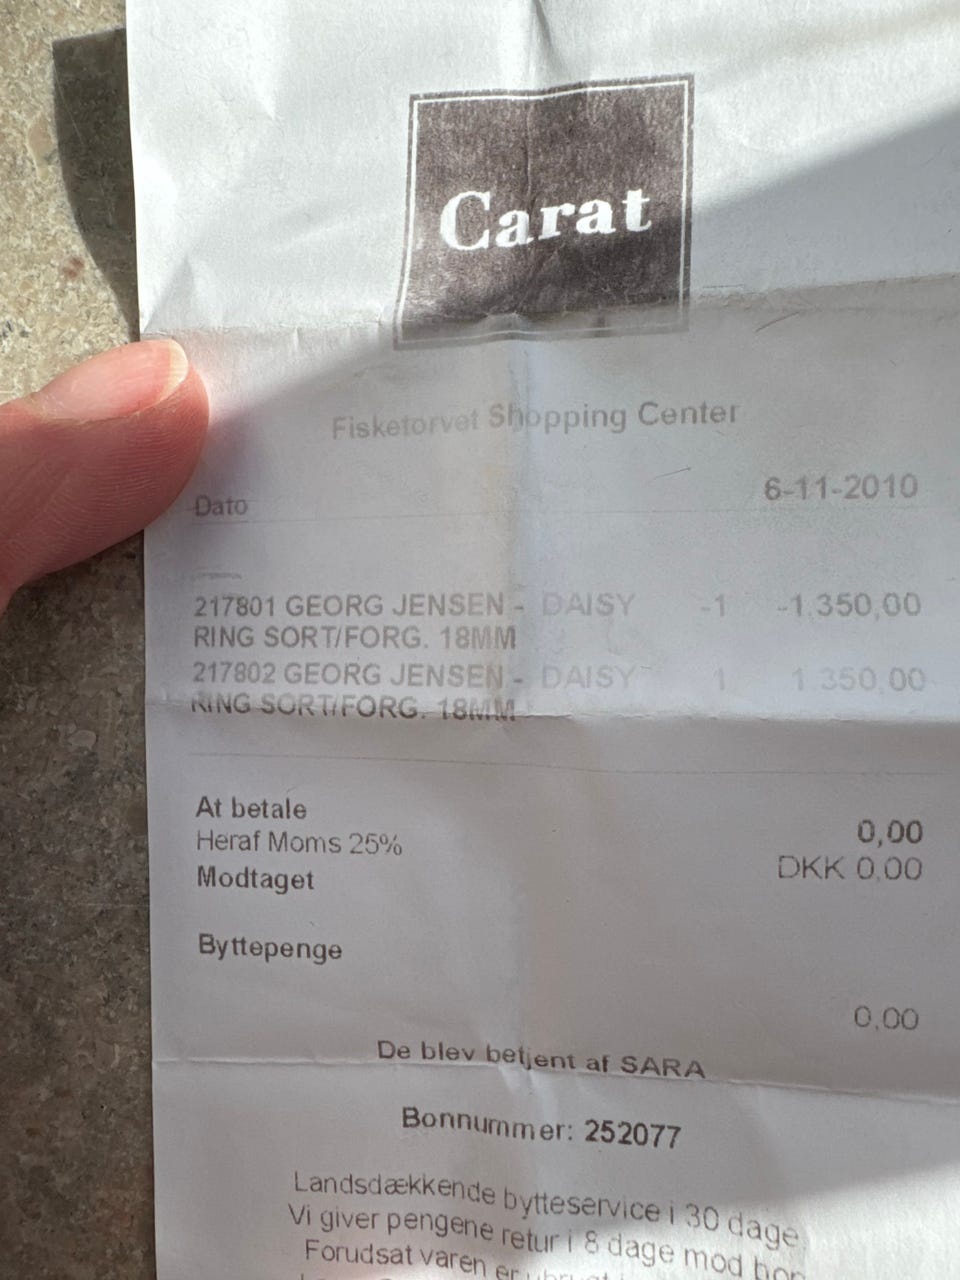 Carat
Fisketorvet Shopping Center
Dato 6-11-2010
217801 GEORG JENSEN - DAISY -1 -1.350,00
RING SORT/FORG. 18MM
217802 GEORG JENSEN - DAISY 1 1.350,00
RING SORT/FORG. 18MM
At betale 0,00
Heraf Moms 25% DKK 0,00
Modtaget
Byttepenge
0,00
De blev betjent af SARA
Bonnummer: 252077
Landsdækkende bytteservice i 30 dage
Vi giver pengene retur i 8 dage mod bon
Forudsat varen er